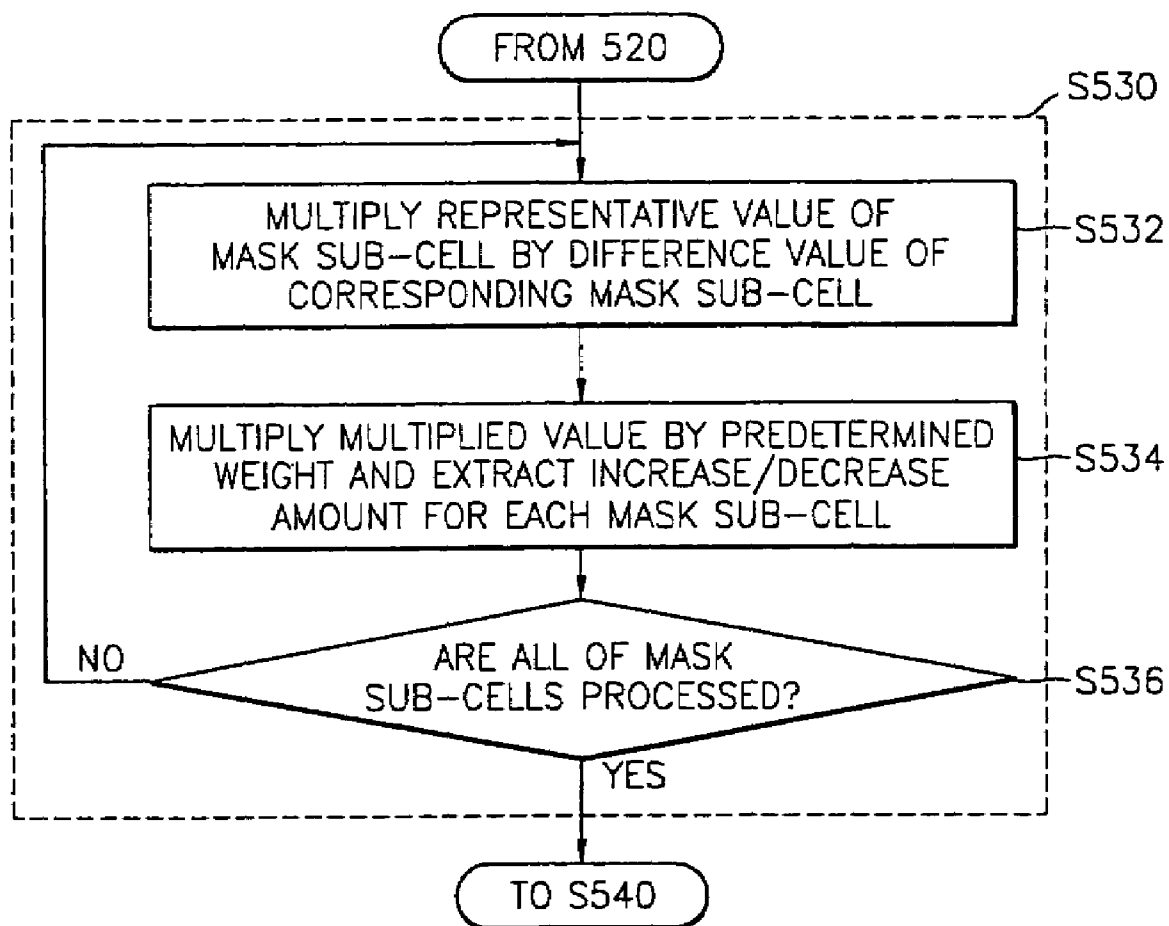 FROM 520
S530
MULTIPLY REPRESENTATIVE VALUE OF
MASK SUB-CELL BY DIFFERENCE VALUE OF
CORRESPONDING MASK SUB-CELL
S532
MULTIPLY MULTIPLIED VALUE BY PREDETERMINED
WEIGHT AND EXTRACT INCREASE/DECREASE
AMOUNT FOR EACH MASK SUB-CELL
S534
ARE ALL OF MASK
SUB-CELLS PROCESSED?
S536
NO
YES
TO S540